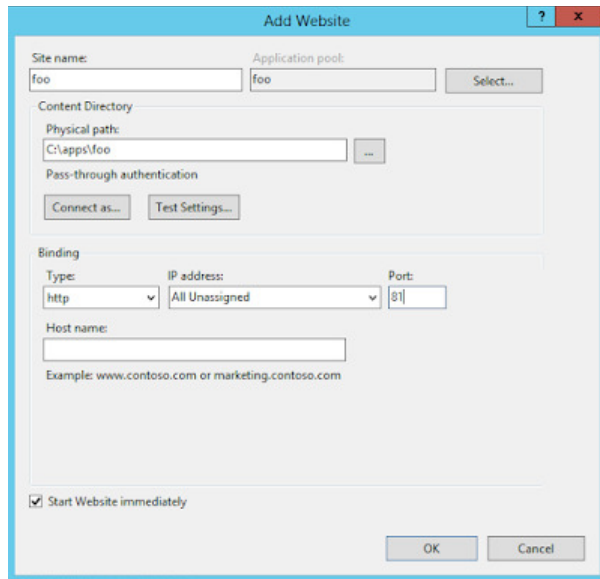 Add Website
? x
Site name: Application pool:
foo foo Select...
Content Directory
Physical path:
C:\apps\foo ...
Pass-through authentication
Connect as... Test Settings...
Binding
Type: IP address: Port:
http All Unassigned 81
Host name:
Example: www.contoso.com or marketing.contoso.com
Start Website immediately
OK Cancel